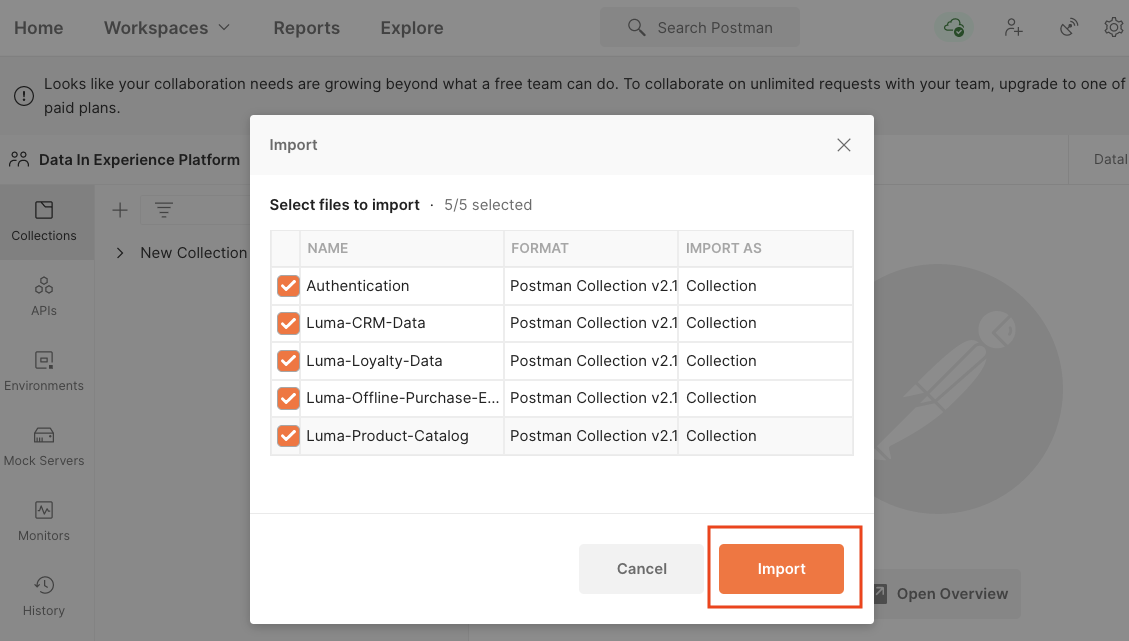 Home Workspaces Reports Explore Search Postman
Looks like your collaboration needs are growing beyond what a free team can do. To collaborate on unlimited requests with your team, upgrade to one of
paid plans.
Data In Experience Platform
Datal
Collections
New Collection
APIs
Environments
Mock Servers
Monitors
History
Import
Select files to import · 5/5 selected
NAME FORMAT IMPORT AS
Authentication Postman Collection v2.1 Collection
Luma-CRM-Data Postman Collection v2.1 Collection
Luma-Loyalty-Data Postman Collection v2.1 Collection
Luma-Offline-Purchase-E... Postman Collection v2.1 Collection
Luma-Product-Catalog Postman Collection v2.1 Collection
Cancel Import
Open Overview